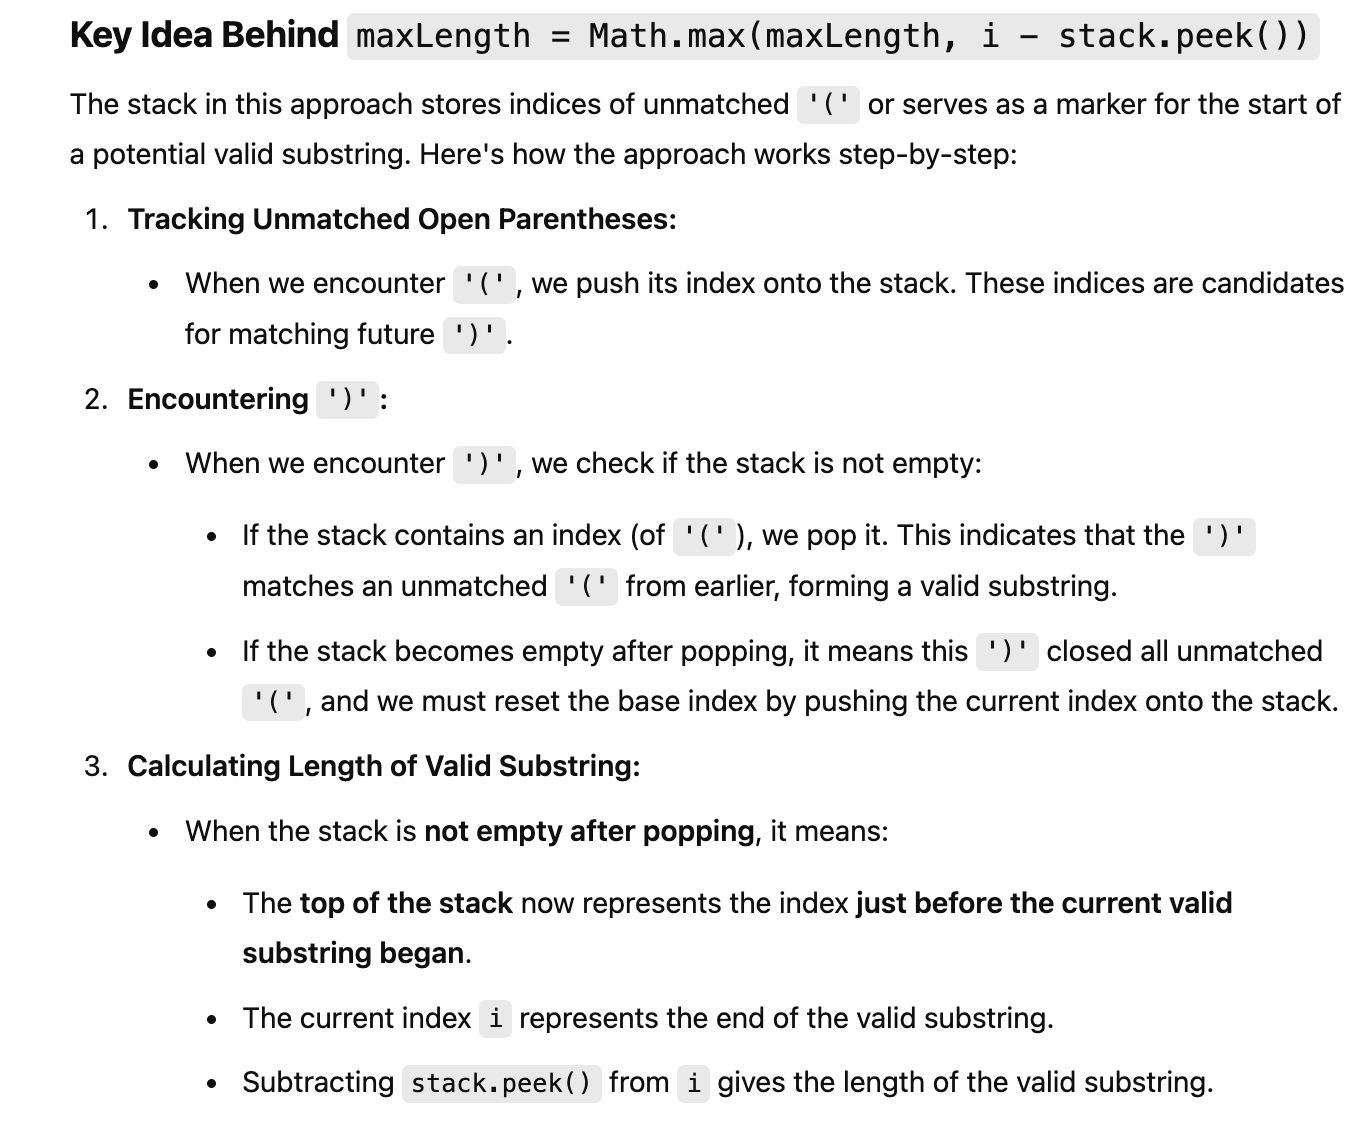 Key Idea Behind maxLength = Math.max(maxLength, i - stack.peek())
The stack in this approach stores indices of unmatched '(' or serves as a marker for the start of
a potential valid substring. Here's how the approach works step-by-step:
1. Tracking Unmatched Open Parentheses:
• When we encounter '(', we push its index onto the stack. These indices are candidates
for matching future ')'.
2. Encountering ')':
• When we encounter ')', we check if the stack is not empty:
• If the stack contains an index (of '('), we pop it. This indicates that the ')'
matches an unmatched '(' from earlier, forming a valid substring.
• If the stack becomes empty after popping, it means this ')' closed all unmatched
'(', and we must reset the base index by pushing the current index onto the stack.
3. Calculating Length of Valid Substring:
• When the stack is not empty after popping, it means:
• The top of the stack now represents the index just before the current valid
substring began.
• The current index i represents the end of the valid substring.
• Subtracting stack.peek() from i gives the length of the valid substring.